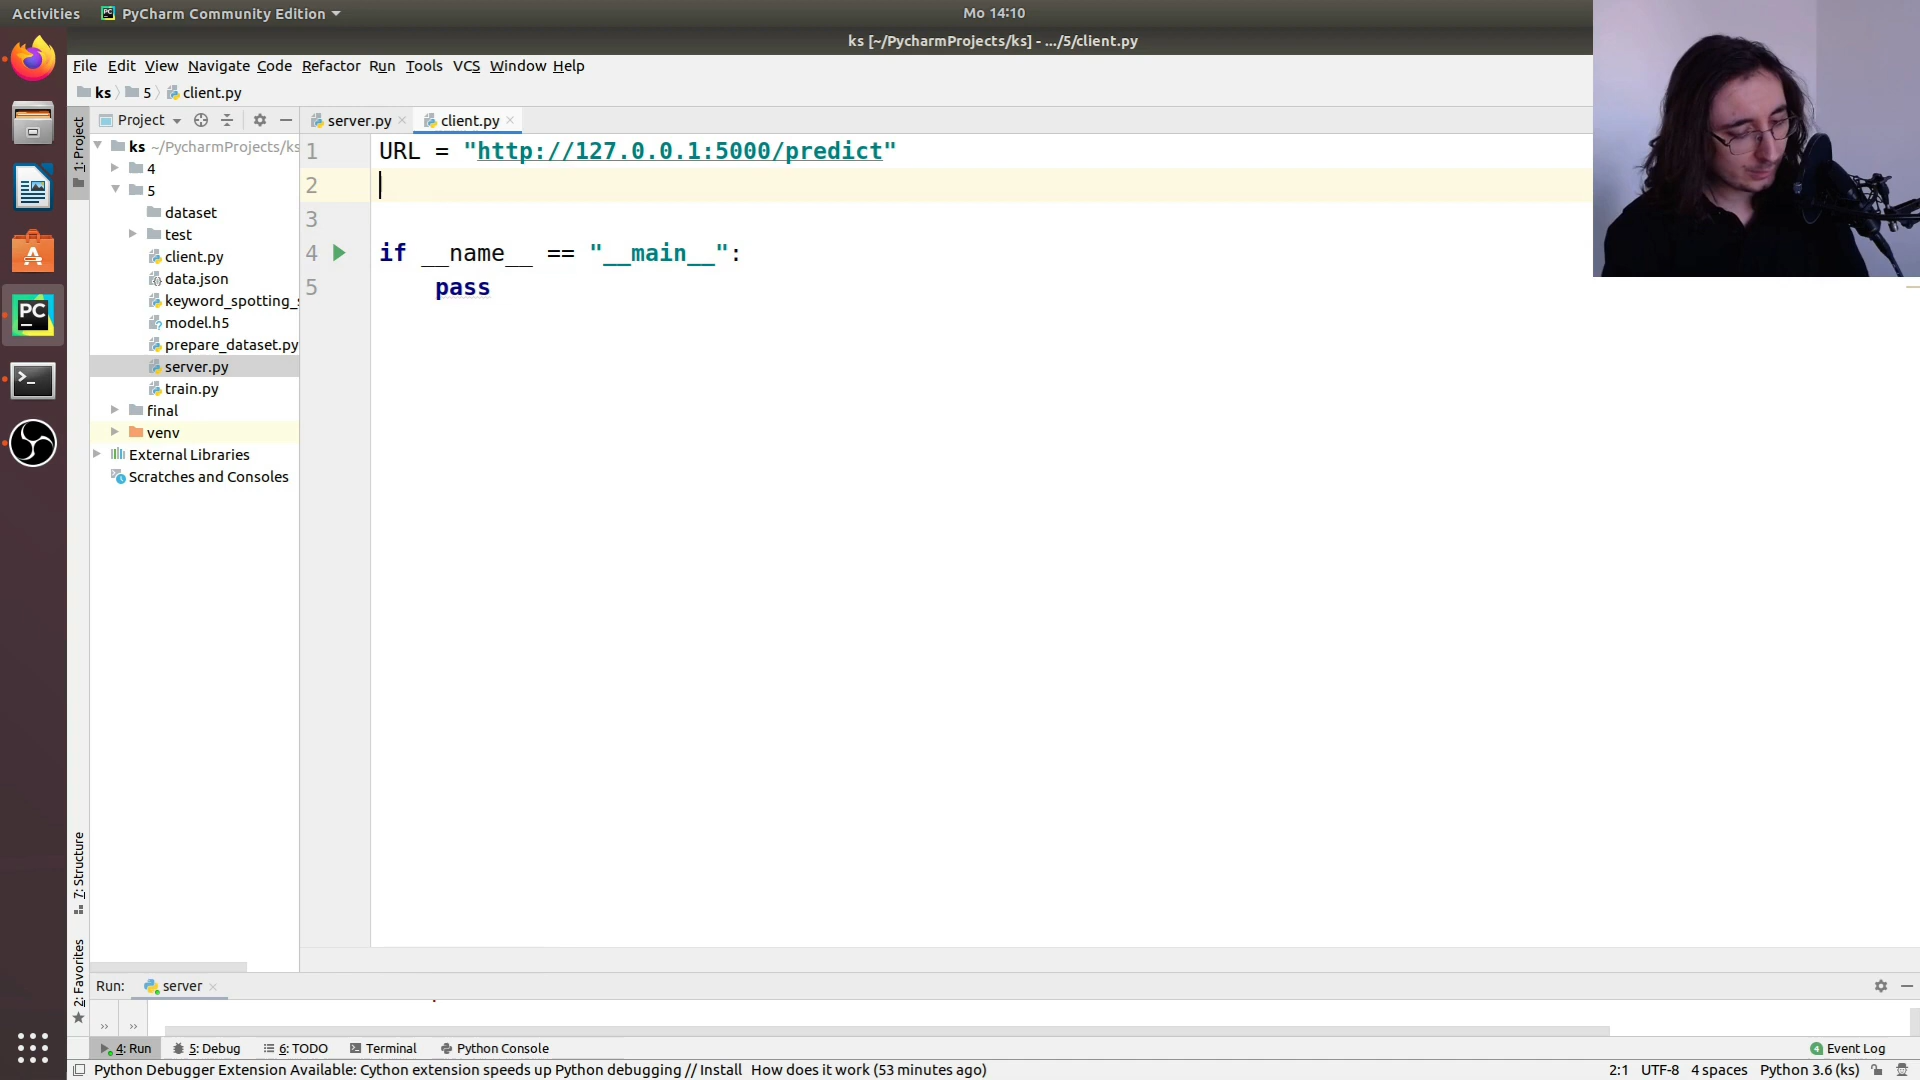 Activities PyCharm Community Edition Mo 14:10
ks [~/PycharmProjects/ks] - .../5/client.py
File Edit View Navigate Code Refactor Run Tools VCS Window Help
ks 5 client.py
Project server.py client.py
1: Project
ks ~/PycharmProjects/ks
4
5
dataset
test
client.py
data.json
keyword_spotting_s
model.h5
prepare_dataset.py
server.py
train.py
final
venv
External Libraries
Scratches and Consoles
1 URL = "http://127.0.0.1:5000/predict"
2
3
4 if __name__ == "__main__":
5 pass
7: Structure
2: Favorites
Run: server
4: Run 5: Debug 6: TODO Terminal Python Console 4 Event Log
Python Debugger Extension Available: Cython extension speeds up Python debugging // Install How does it work (53 minutes ago) 2:1 UTF-8 4 spaces Python 3.6 (ks)